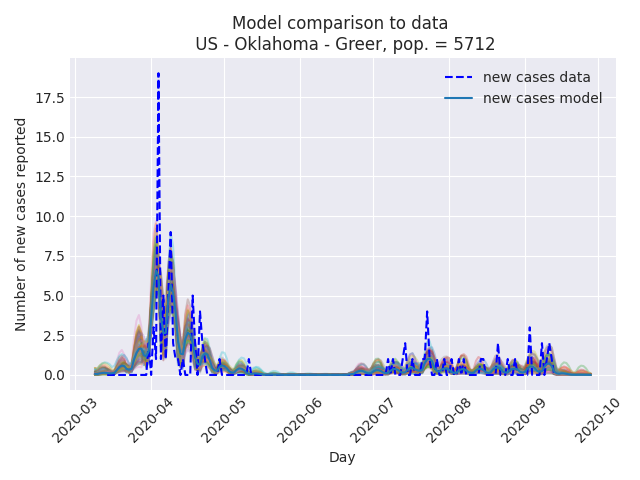 Model comparison to data
US - Oklahoma - Greer, pop. = 5712
new cases data
new cases model
Number of new cases reported
17.5
15.0
12.5
10.0
7.5
5.0
2.5
0.0
2020-03
2020-04
2020-05
2020-06
2020-07
2020-08
2020-09
2020-10
Day